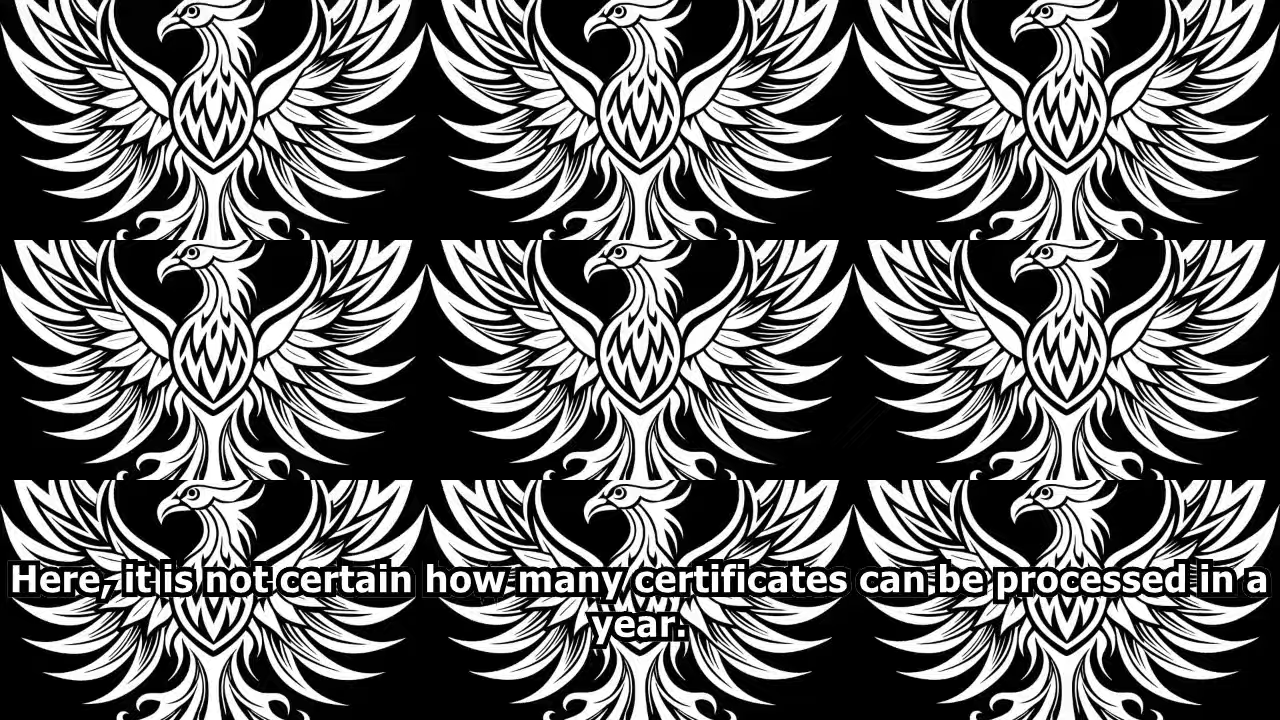 Here, it is not certain how many certificates can be processed in a
year.